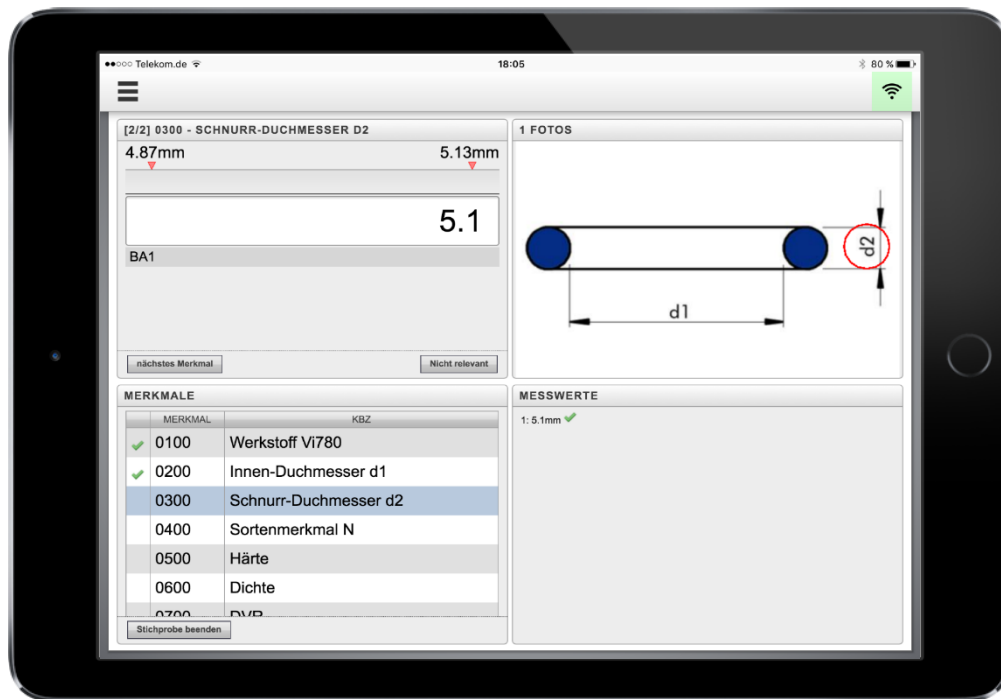 Telekom.de 18:05 80 %
[2/2] 0300 - SCHNURR-DUCHMESSER D2
4.87mm 5.13mm
5.1
BA1
nächstes Merkmal Nicht relevant
1 FOTOS
d2
d1
MERKMALE
MERKMAL KBZ
0100 Werkstoff Vi780
0200 Innen-Duchmesser d1
0300 Schnurr-Duchmesser d2
0400 Sortenmerkmal N
0500 Härte
0600 Dichte
0700 DVR
Stichprobe beenden
MESSWERTE
1: 5.1mm